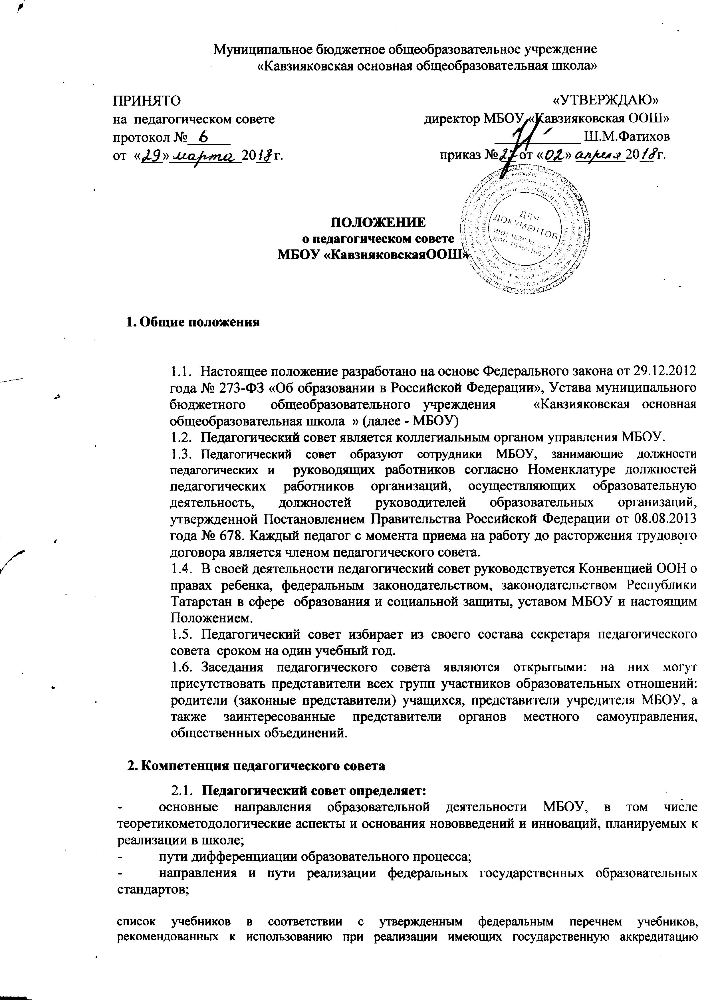 Муниципальное бюджетное общеобразовательное учреждение
«Кавзияковская основная общеобразовательная школа»
ПРИНЯТО
на педагогическом совете
протокол № 6
от «29» марта 2018 г.
«УТВЕРЖДАЮ»
директор МБОУ «Кавзияковская ООШ»
Ш.М.Фатихов
приказ № 27 от «02» апреля 2018 г.
ДЛЯ
ДОКУМЕНТОВ
ИНН 1636003383
КПП 163601001
ПОЛОЖЕНИЕ
о педагогическом совете
МБОУ «КавзияковскаяООШ»
1. Общие положения
1.1. Настоящее положение разработано на основе Федерального закона от 29.12.2012
года № 273-ФЗ «Об образовании в Российской Федерации», Устава муниципального
бюджетного общеобразовательного учреждения «Кавзияковская основная
общеобразовательная школа » (далее - МБОУ)
1.2. Педагогический совет является коллегиальным органом управления МБОУ.
1.3. Педагогический совет образуют сотрудники МБОУ, занимающие должности
педагогических и руководящих работников согласно Номенклатуре должностей
педагогических работников организаций, осуществляющих образовательную
деятельность, должностей руководителей образовательных организаций,
утвержденной Постановлением Правительства Российской Федерации от 08.08.2013
года № 678. Каждый педагог с момента приема на работу до расторжения трудового
договора является членом педагогического совета.
1.4. В своей деятельности педагогический совет руководствуется Конвенцией ООН о
правах ребенка, федеральным законодательством, законодательством Республики
Татарстан в сфере образования и социальной защиты, уставом МБОУ и настоящим
Положением.
1.5. Педагогический совет избирает из своего состава секретаря педагогического
совета сроком на один учебный год.
1.6. Заседания педагогического совета являются открытыми: на них могут
присутствовать представители всех групп участников образовательных отношений:
родители (законные представители) учащихся, представители учредителя МБОУ, а
также заинтересованные представители органов местного самоуправления,
общественных объединений.
2. Компетенция педагогического совета
2.1. Педагогический совет определяет:
- основные направления образовательной деятельности МБОУ, в том числе
теоретикометодологические аспекты и основания нововведений и инноваций, планируемых к
реализации в школе;
- пути дифференциации образовательного процесса;
- направления и пути реализации федеральных государственных образовательных
стандартов;
список учебников в соответствии с утвержденным федеральным перечнем учебников,
рекомендованных к использованию при реализации имеющих государственную аккредитацию